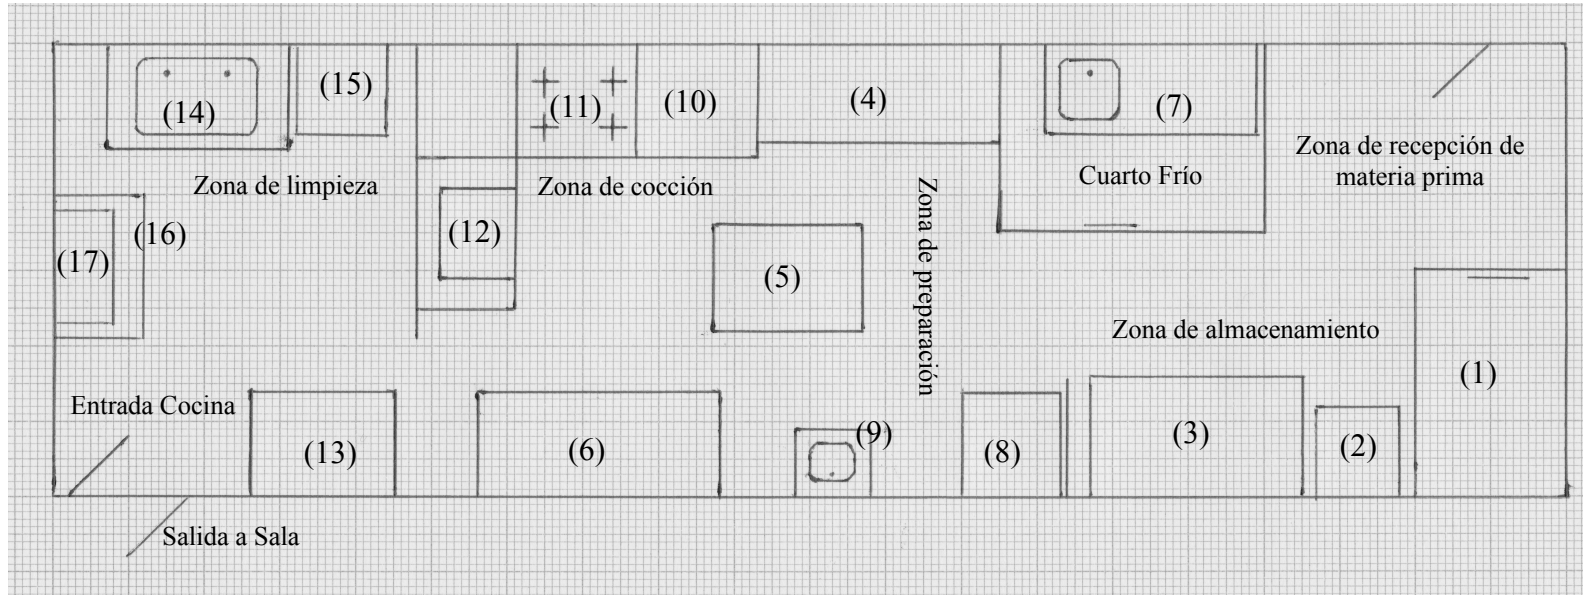 (15)
(14)
(11)
(10)
(4)
(7)
Zona de recepción de
materia prima
Zona de limpieza
Zona de cocción
Zona de preparación
Cuarto Frío
(16)
(17)
(12)
(5)
Zona de almacenamiento
(1)
Entrada Cocina
(13)
(6)
(9)
(8)
(3)
(2)
Salida a Sala